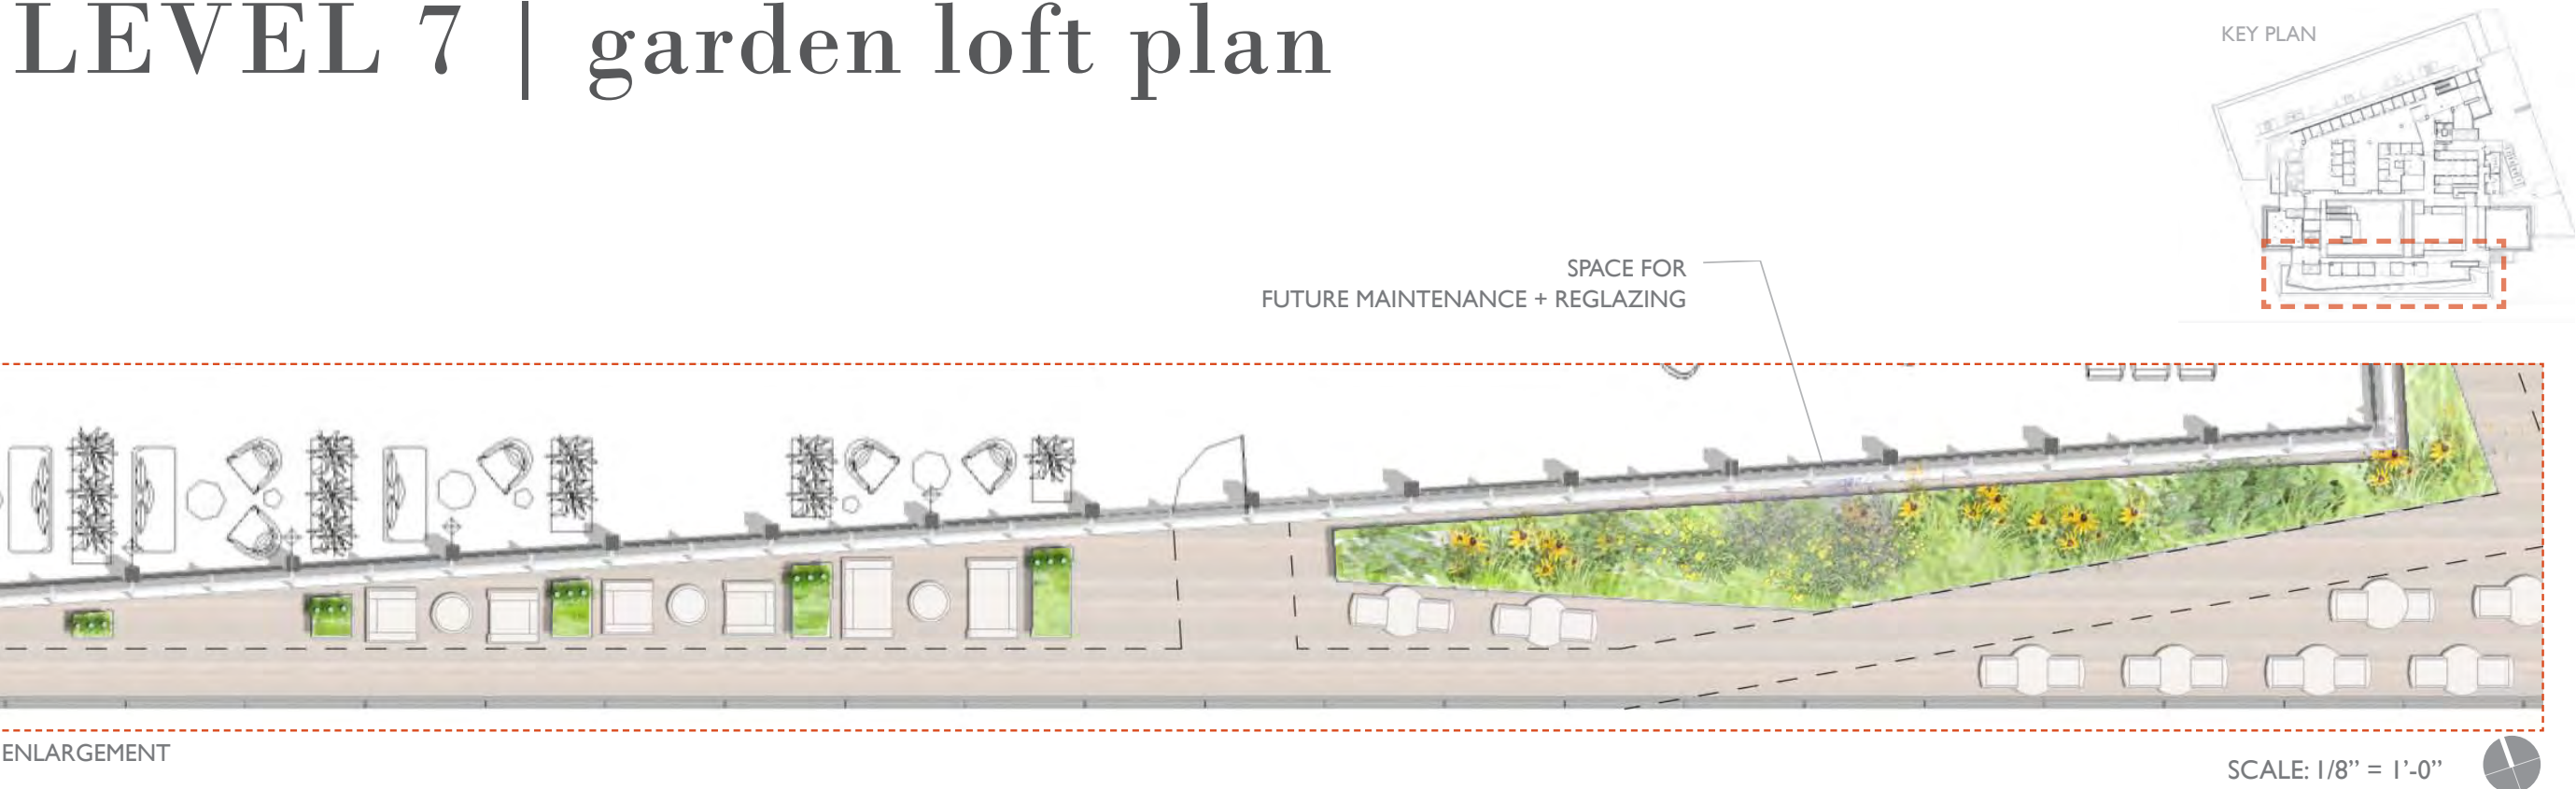 LEVEL 7 | garden loft plan
KEY PLAN
SPACE FOR
FUTURE MAINTENANCE + REGLAZING
ENLARGEMENT
SCALE: 1/8” = 1’-0”